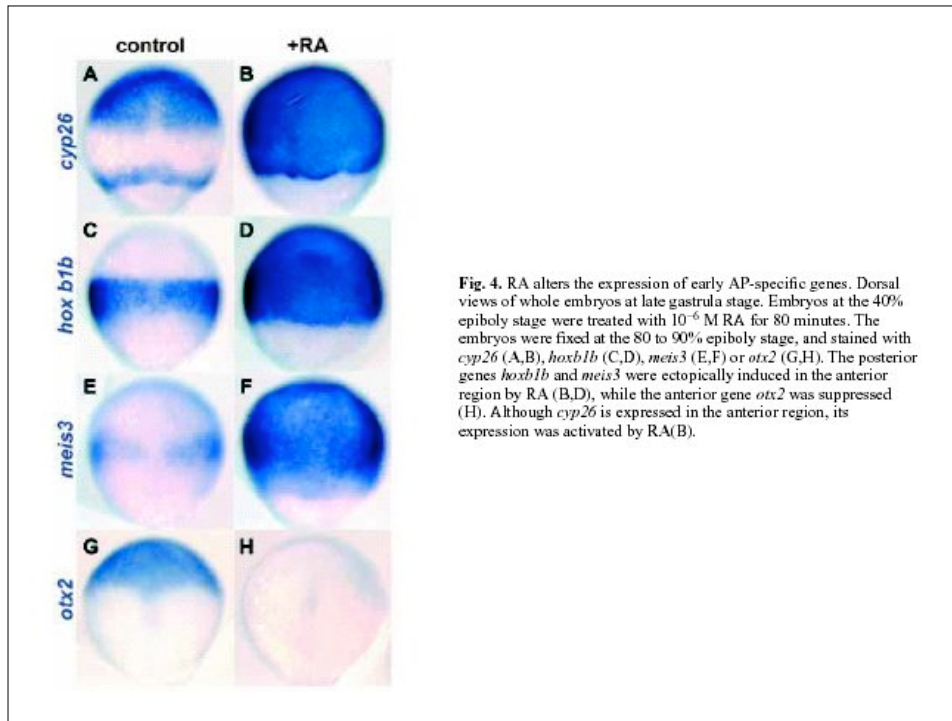 control +RA
A B
cyp26
C D
hox b1b
E F
meis3
G H
otx2
Fig. 4. RA alters the expression of early AP-specific genes. Dorsal
views of whole embryos at late gastrula stage. Embryos at the 40%
epiboly stage were treated with 10⁻⁶ M RA for 80 minutes. The
embryos were fixed at the 80 to 90% epiboly stage, and stained with
cyp26 (A,B), hoxb1b (C,D), meis3 (E,F) or otx2 (G,H). The posterior
genes hoxb1b and meis3 were ectopically induced in the anterior
region by RA (B,D), while the anterior gene otx2 was suppressed
(H). Although cyp26 is expressed in the anterior region, its
expression was activated by RA(B).